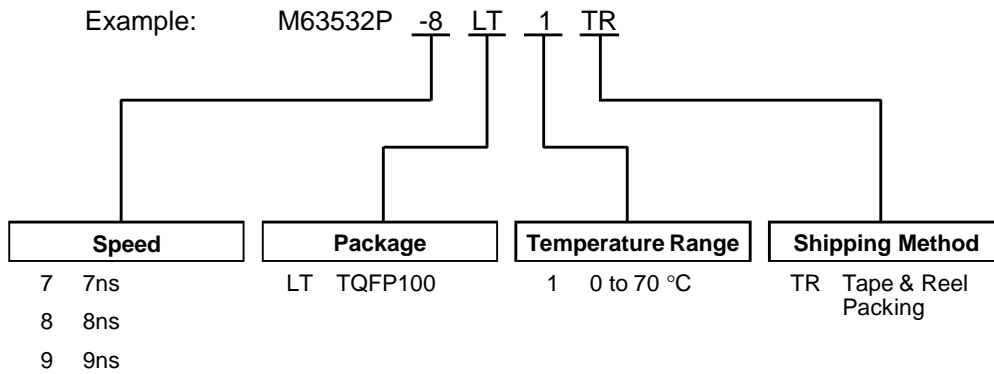 Example: M63532P -8 LT 1 TR
Speed Package Temperature Range Shipping Method
7 7ns LT TQFP100 1 0 to 70 °C TR Tape & Reel
Packing
8 8ns
9 9ns